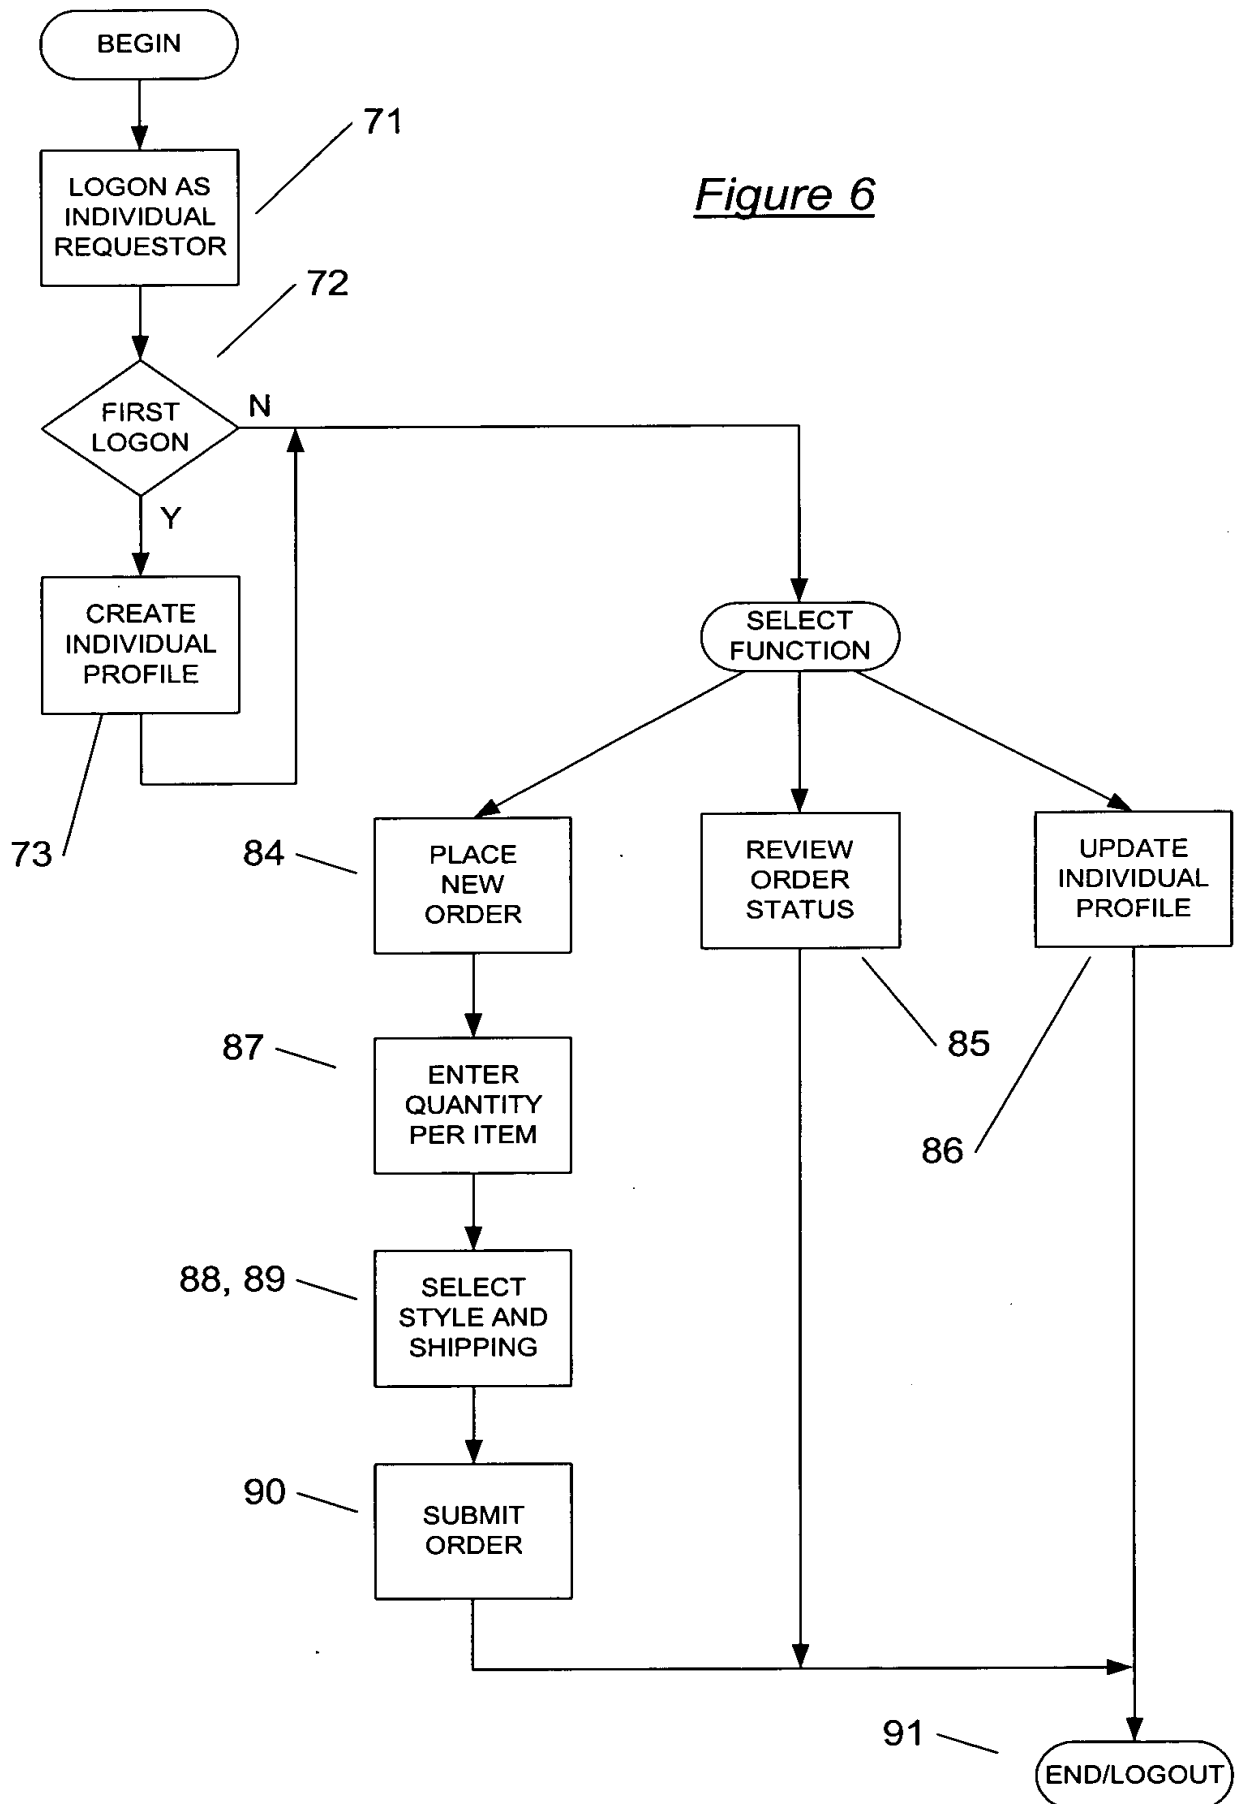 BEGIN
71
LOGON AS
INDIVIDUAL
REQUESTOR
Figure 6
72
FIRST
LOGON
N
Y
CREATE
INDIVIDUAL
PROFILE
73
SELECT
FUNCTION
84
PLACE
NEW
ORDER
REVIEW
ORDER
STATUS
UPDATE
INDIVIDUAL
PROFILE
85
86
87
ENTER
QUANTITY
PER ITEM
88, 89
SELECT
STYLE AND
SHIPPING
90
SUBMIT
ORDER
91
END/LOGOUT